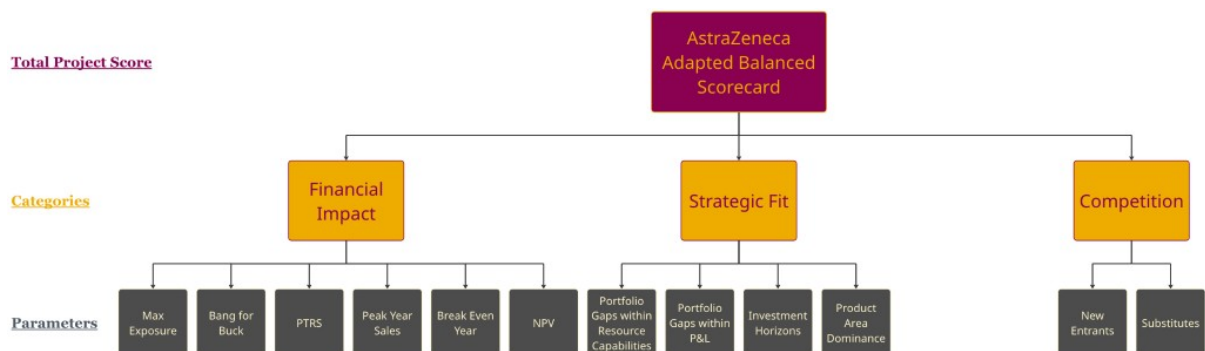 AstraZeneca
Adapted Balanced
Scorecard
Total Project Score
Financial
Impact
Strategic Fit
Competition
Categories
Max
Exposure
Bang for
Buck
PTRS
Peak Year
Sales
Break Even
Year
NPV
Portfolio
Gaps within
Resource
Capabilities
Portfolio
Gaps within
P&L
Investment
Horizons
Product
Area
Dominance
New
Entrants
Substitutes
Parameters